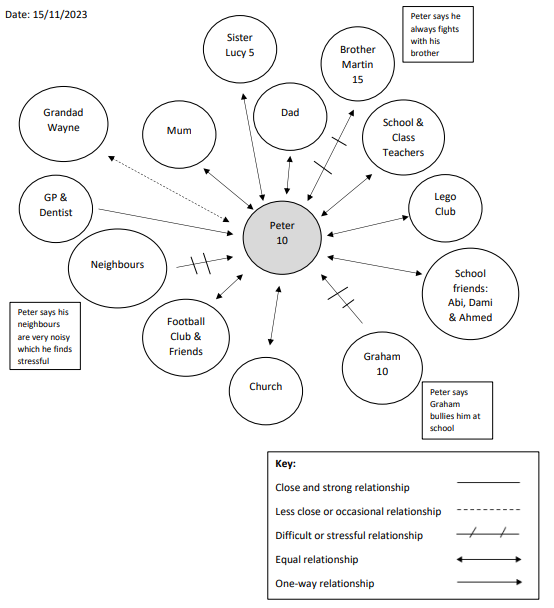 Date: 15/11/2023
Sister
Lucy 5
Brother
Martin
15
Peter says he
always fights
with his
brother
Grandad
Wayne
Mum
Dad
School &
Class
Teachers
GP &
Dentist
Peter
10
Lego
Club
Neighbours
School
friends:
Abi, Dami
& Ahmed
Peter says his
neighbours
are very noisy
which he finds
stressful
Football
Club &
Friends
Church
Graham
10
Peter says
Graham
bullies him at
school
Key:
Close and strong relationship
Less close or occasional relationship
Difficult or stressful relationship
Equal relationship
One-way relationship